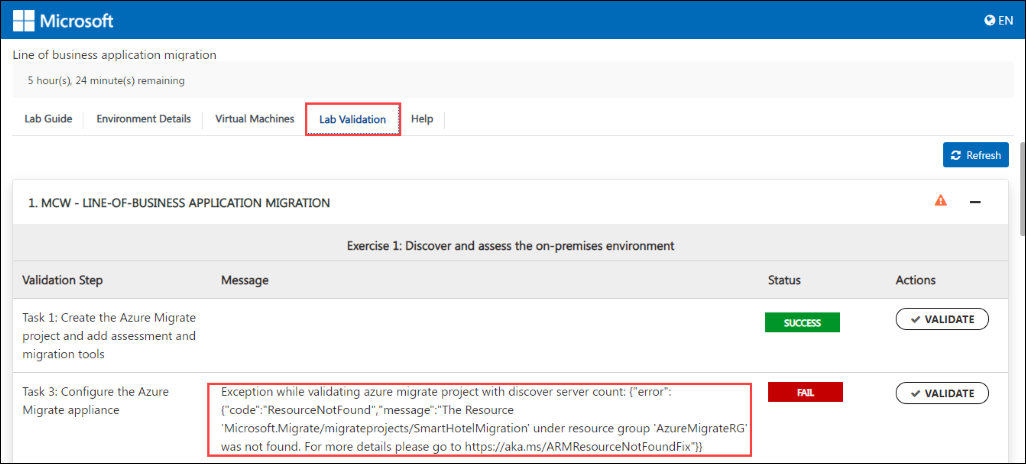 Microsoft
EN
Line of business application migration
5 hour(s), 24 minute(s) remaining
Lab Guide
Environment Details
Virtual Machines
Lab Validation
Help
Refresh
1. MCW - LINE-OF-BUSINESS APPLICATION MIGRATION
Exercise 1: Discover and assess the on-premises environment
Validation Step
Message
Status
Actions
Task 1: Create the Azure Migrate
project and add assessment and
migration tools
SUCCESS
VALIDATE
Task 3: Configure the Azure
Migrate appliance
Exception while validating azure migrate project with discover server count: {"error":
{"code":"ResourceNotFound","message":"The Resource
'Microsoft.Migrate/migrateprojects/SmartHotelMigration' under resource group 'AzureMigrateRG'
was not found. For more details please go to https://aka.ms/ARMResourceNotFoundFix"}}
FAIL
VALIDATE